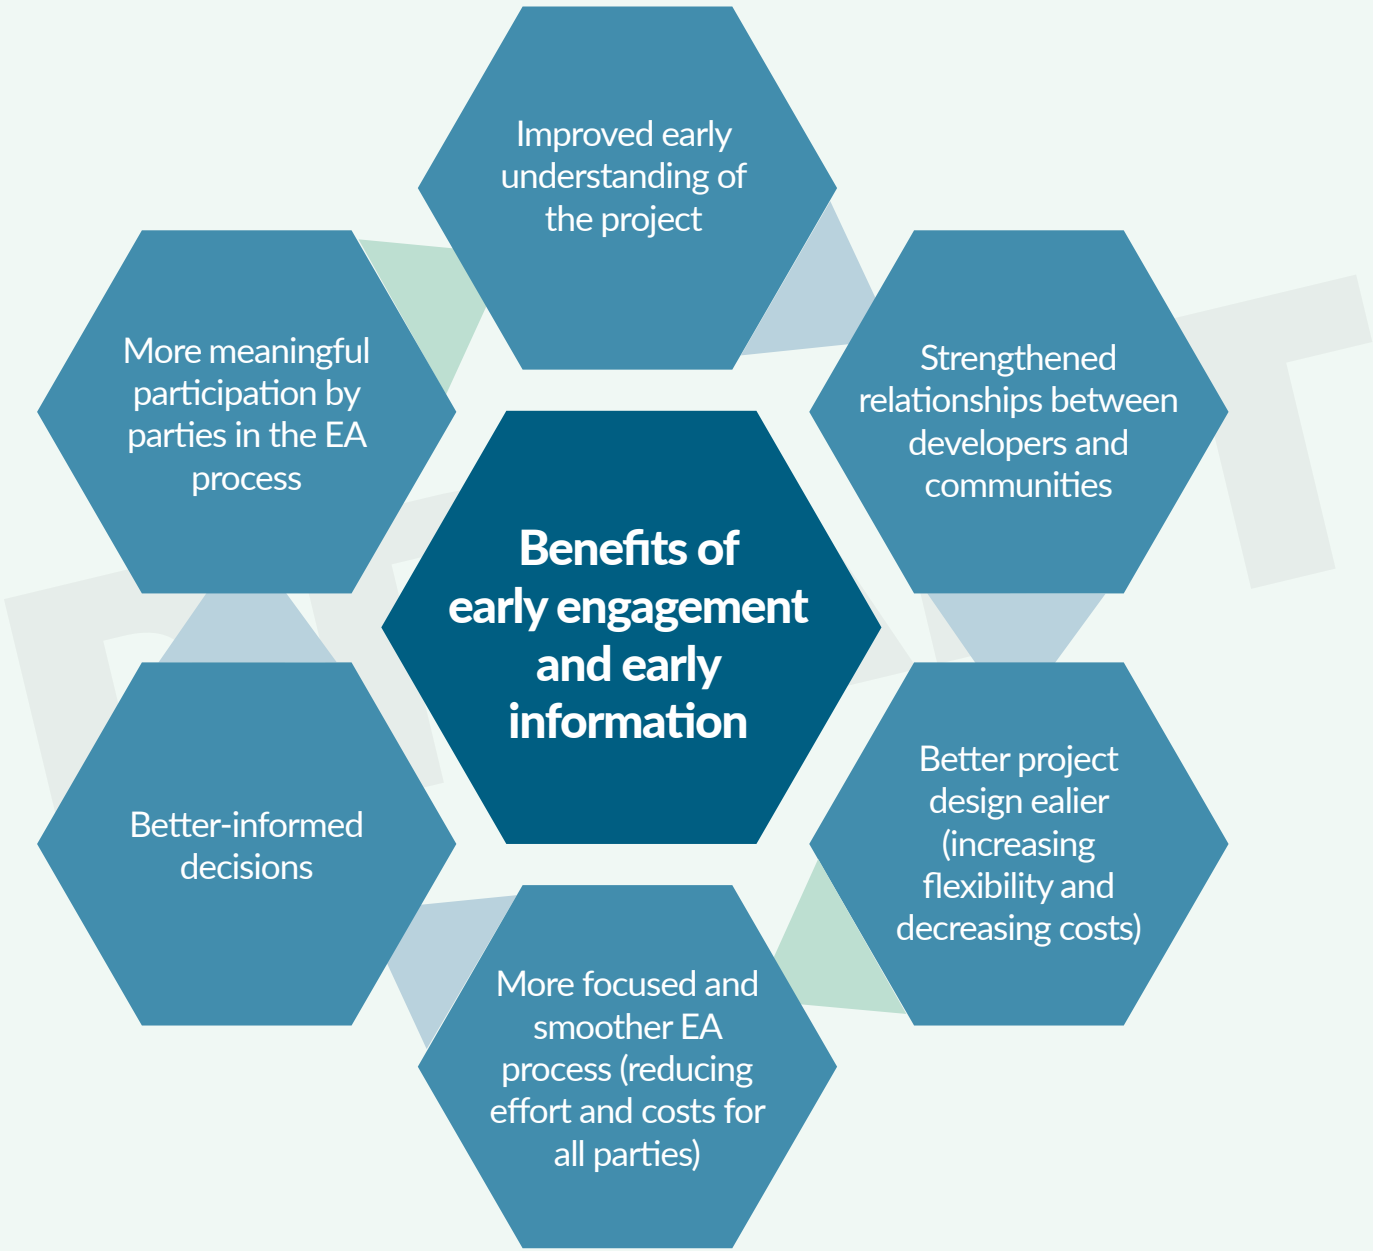 Improved early
understanding of
the project
Strengthened
relationships between
developers and
communities
Better project
design ealier
(increasing
flexibility and
decreasing costs)
More focused and
smoother EA
process (reducing
effort and costs for
all parties)
Better-informed
decisions
More meaningful
participation by
parties in the EA
process
Benefits of
early engagement
and early
information